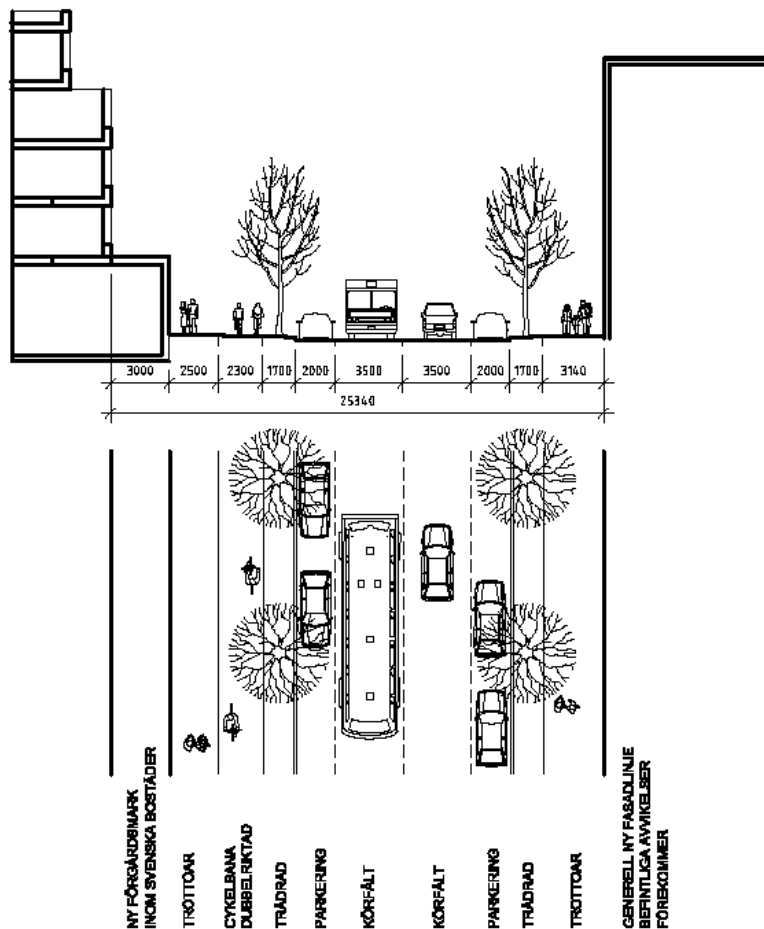 3000
2500
2300
1700
2000
3500
3500
2000
1700
3140
25340
NY FÖRGÅRDSMARK
INOM SVENSKA BOSTÄDER
TROTTOAR
CYKELBANA
DUBBELRIKTAD
TRÄDRAD
PARKERING
KÖRFÄLT
KÖRFÄLT
PARKERING
TRÄDRAD
TROTTOAR
GENERELL NY FASADLINJE
BEFINTLIGA AVVIKELSER
FÖREKOMMER